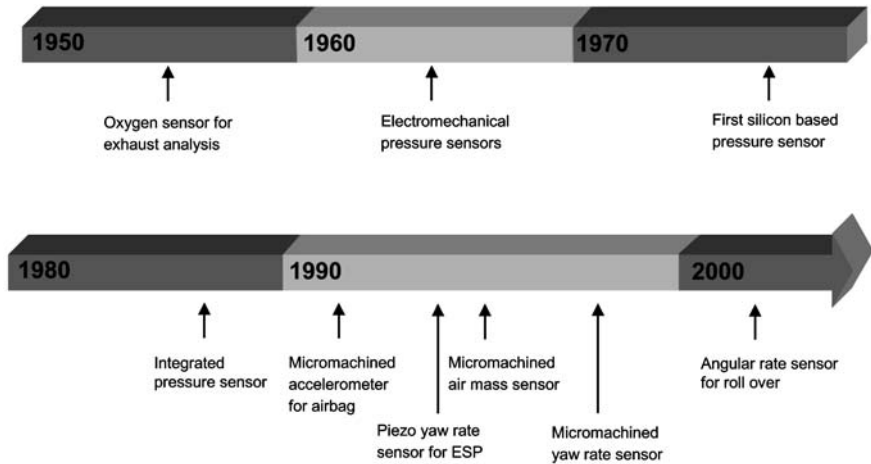 1950
1960
1970
Oxygen sensor for
exhaust analysis
Electromechanical
pressure sensors
First silicon based
pressure sensor
1980
1990
2000
Integrated
pressure sensor
Micromachined
accelerometer
for airbag
Piezo yaw rate
sensor for ESP
Micromachined
air mass sensor
Micromachined
yaw rate sensor
Angular rate sensor
for roll over